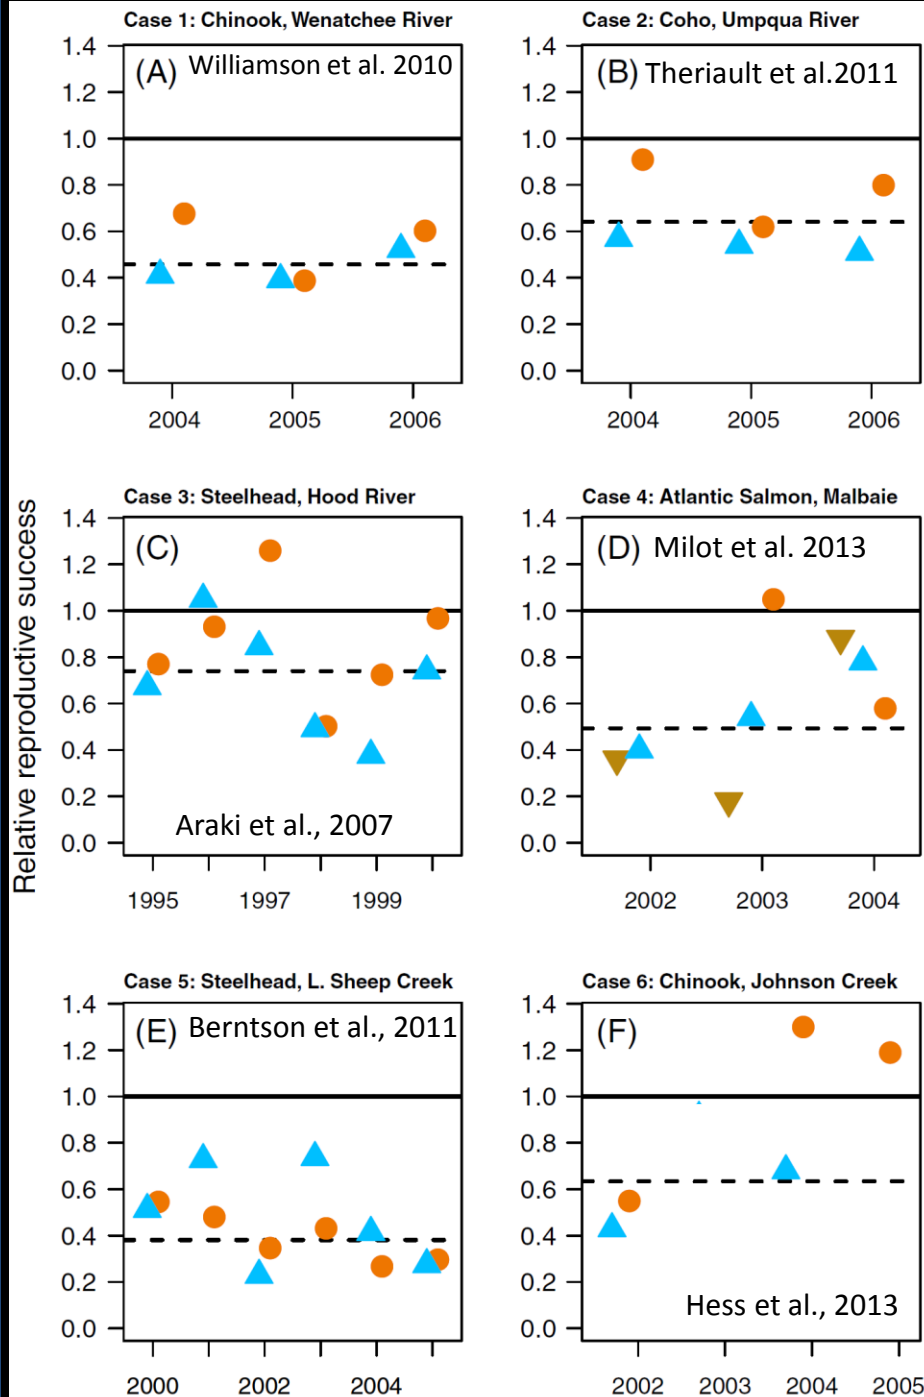 Case 1: Chinook, Wenatchee River
(A) Williamson et al. 2010
1.4
1.2
1.0
0.8
0.6
0.4
0.2
0.0
2004 2005 2006
Case 2: Coho, Umpqua River
(B) Theriault et al.2011
1.4
1.2
1.0
0.8
0.6
0.4
0.2
0.0
2004 2005 2006
Relative reproductive success
Case 3: Steelhead, Hood River
(C)
1.4
1.2
1.0
0.8
0.6
0.4
0.2
0.0
Araki et al., 2007
1995 1997 1999
Case 4: Atlantic Salmon, Malbaie
(D) Milot et al. 2013
1.4
1.2
1.0
0.8
0.6
0.4
0.2
0.0
2002 2003 2004
Case 5: Steelhead, L. Sheep Creek
(E) Berntson et al., 2011
1.4
1.2
1.0
0.8
0.6
0.4
0.2
0.0
2000 2002 2004
Case 6: Chinook, Johnson Creek
(F)
1.4
1.2
1.0
0.8
0.6
0.4
0.2
0.0
Hess et al., 2013
2002 2003 2004 2005